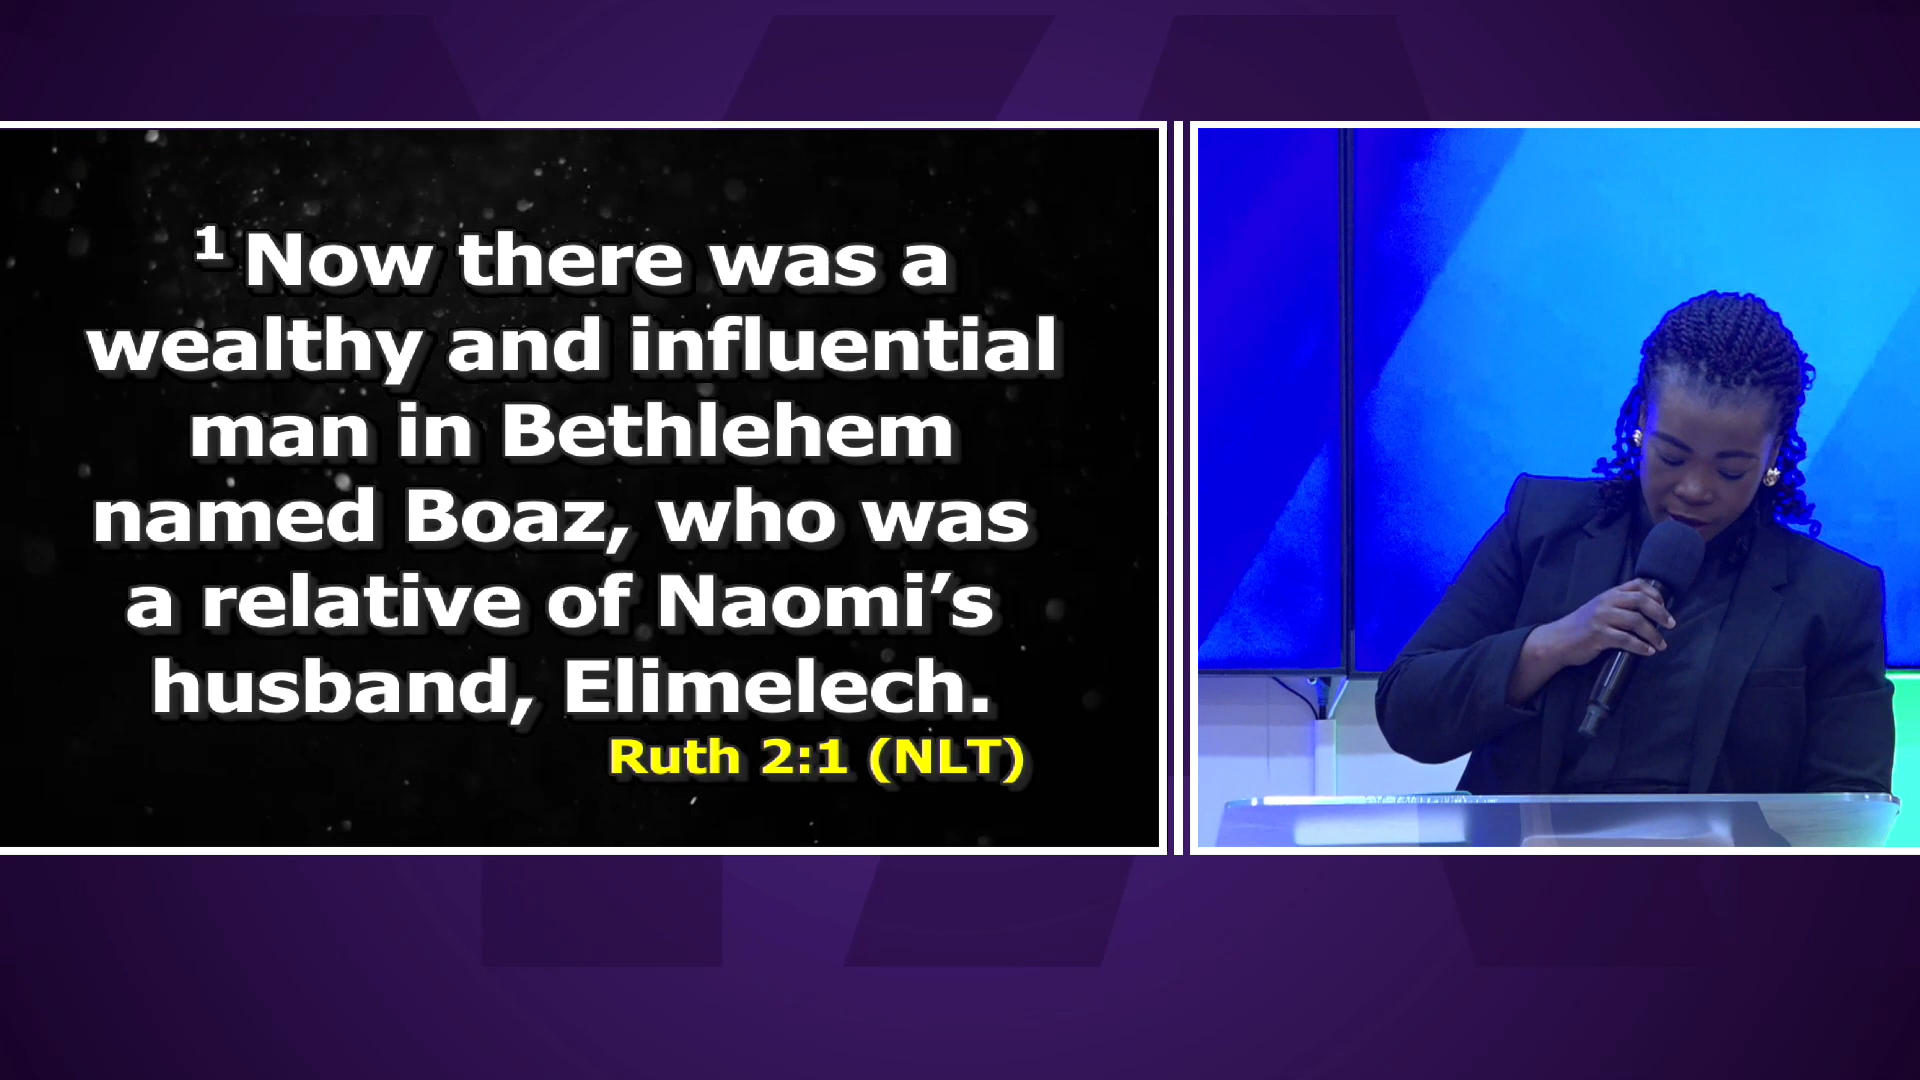 1 Now there was a
wealthy and influential
man in Bethlehem
named Boaz, who was
a relative of Naomi’s
husband, Elimelech.
Ruth 2:1 (NLT)